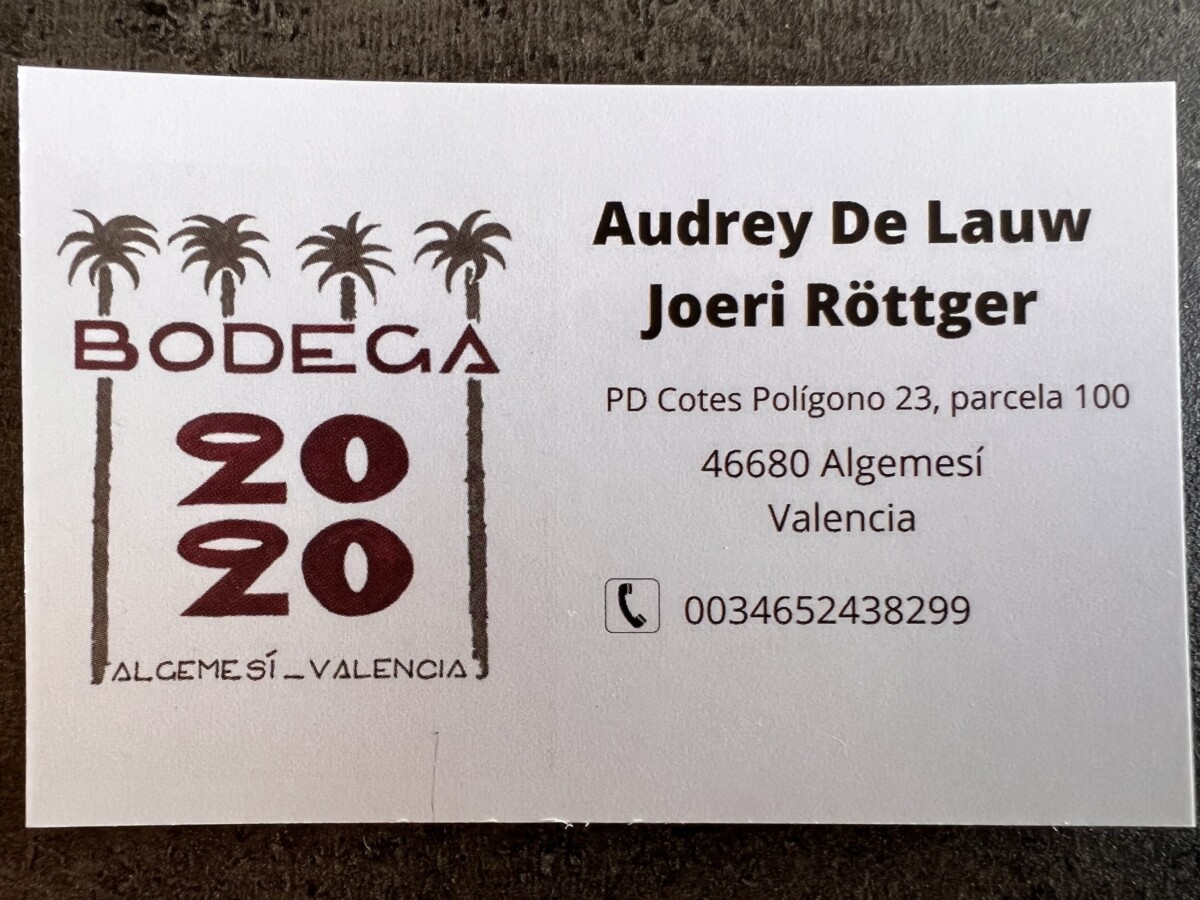 BODEGA
20
20
ALGEMESÍ_VALENCIA
Audrey De Lauw
Joeri Röttger
PD Cotes Polígono 23, parcela 100
46680 Algemesí
Valencia
0034652438299